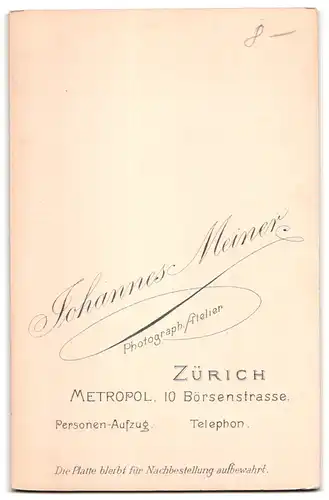 8 —
Johannes Meiner
Photograph. Atelier
ZÜRICH
METROPOL, 10 Börsenstrasse.
Personen-Aufzug. Telephon.
Die Platte bleibt für Nachbestellung aufbewahrt.